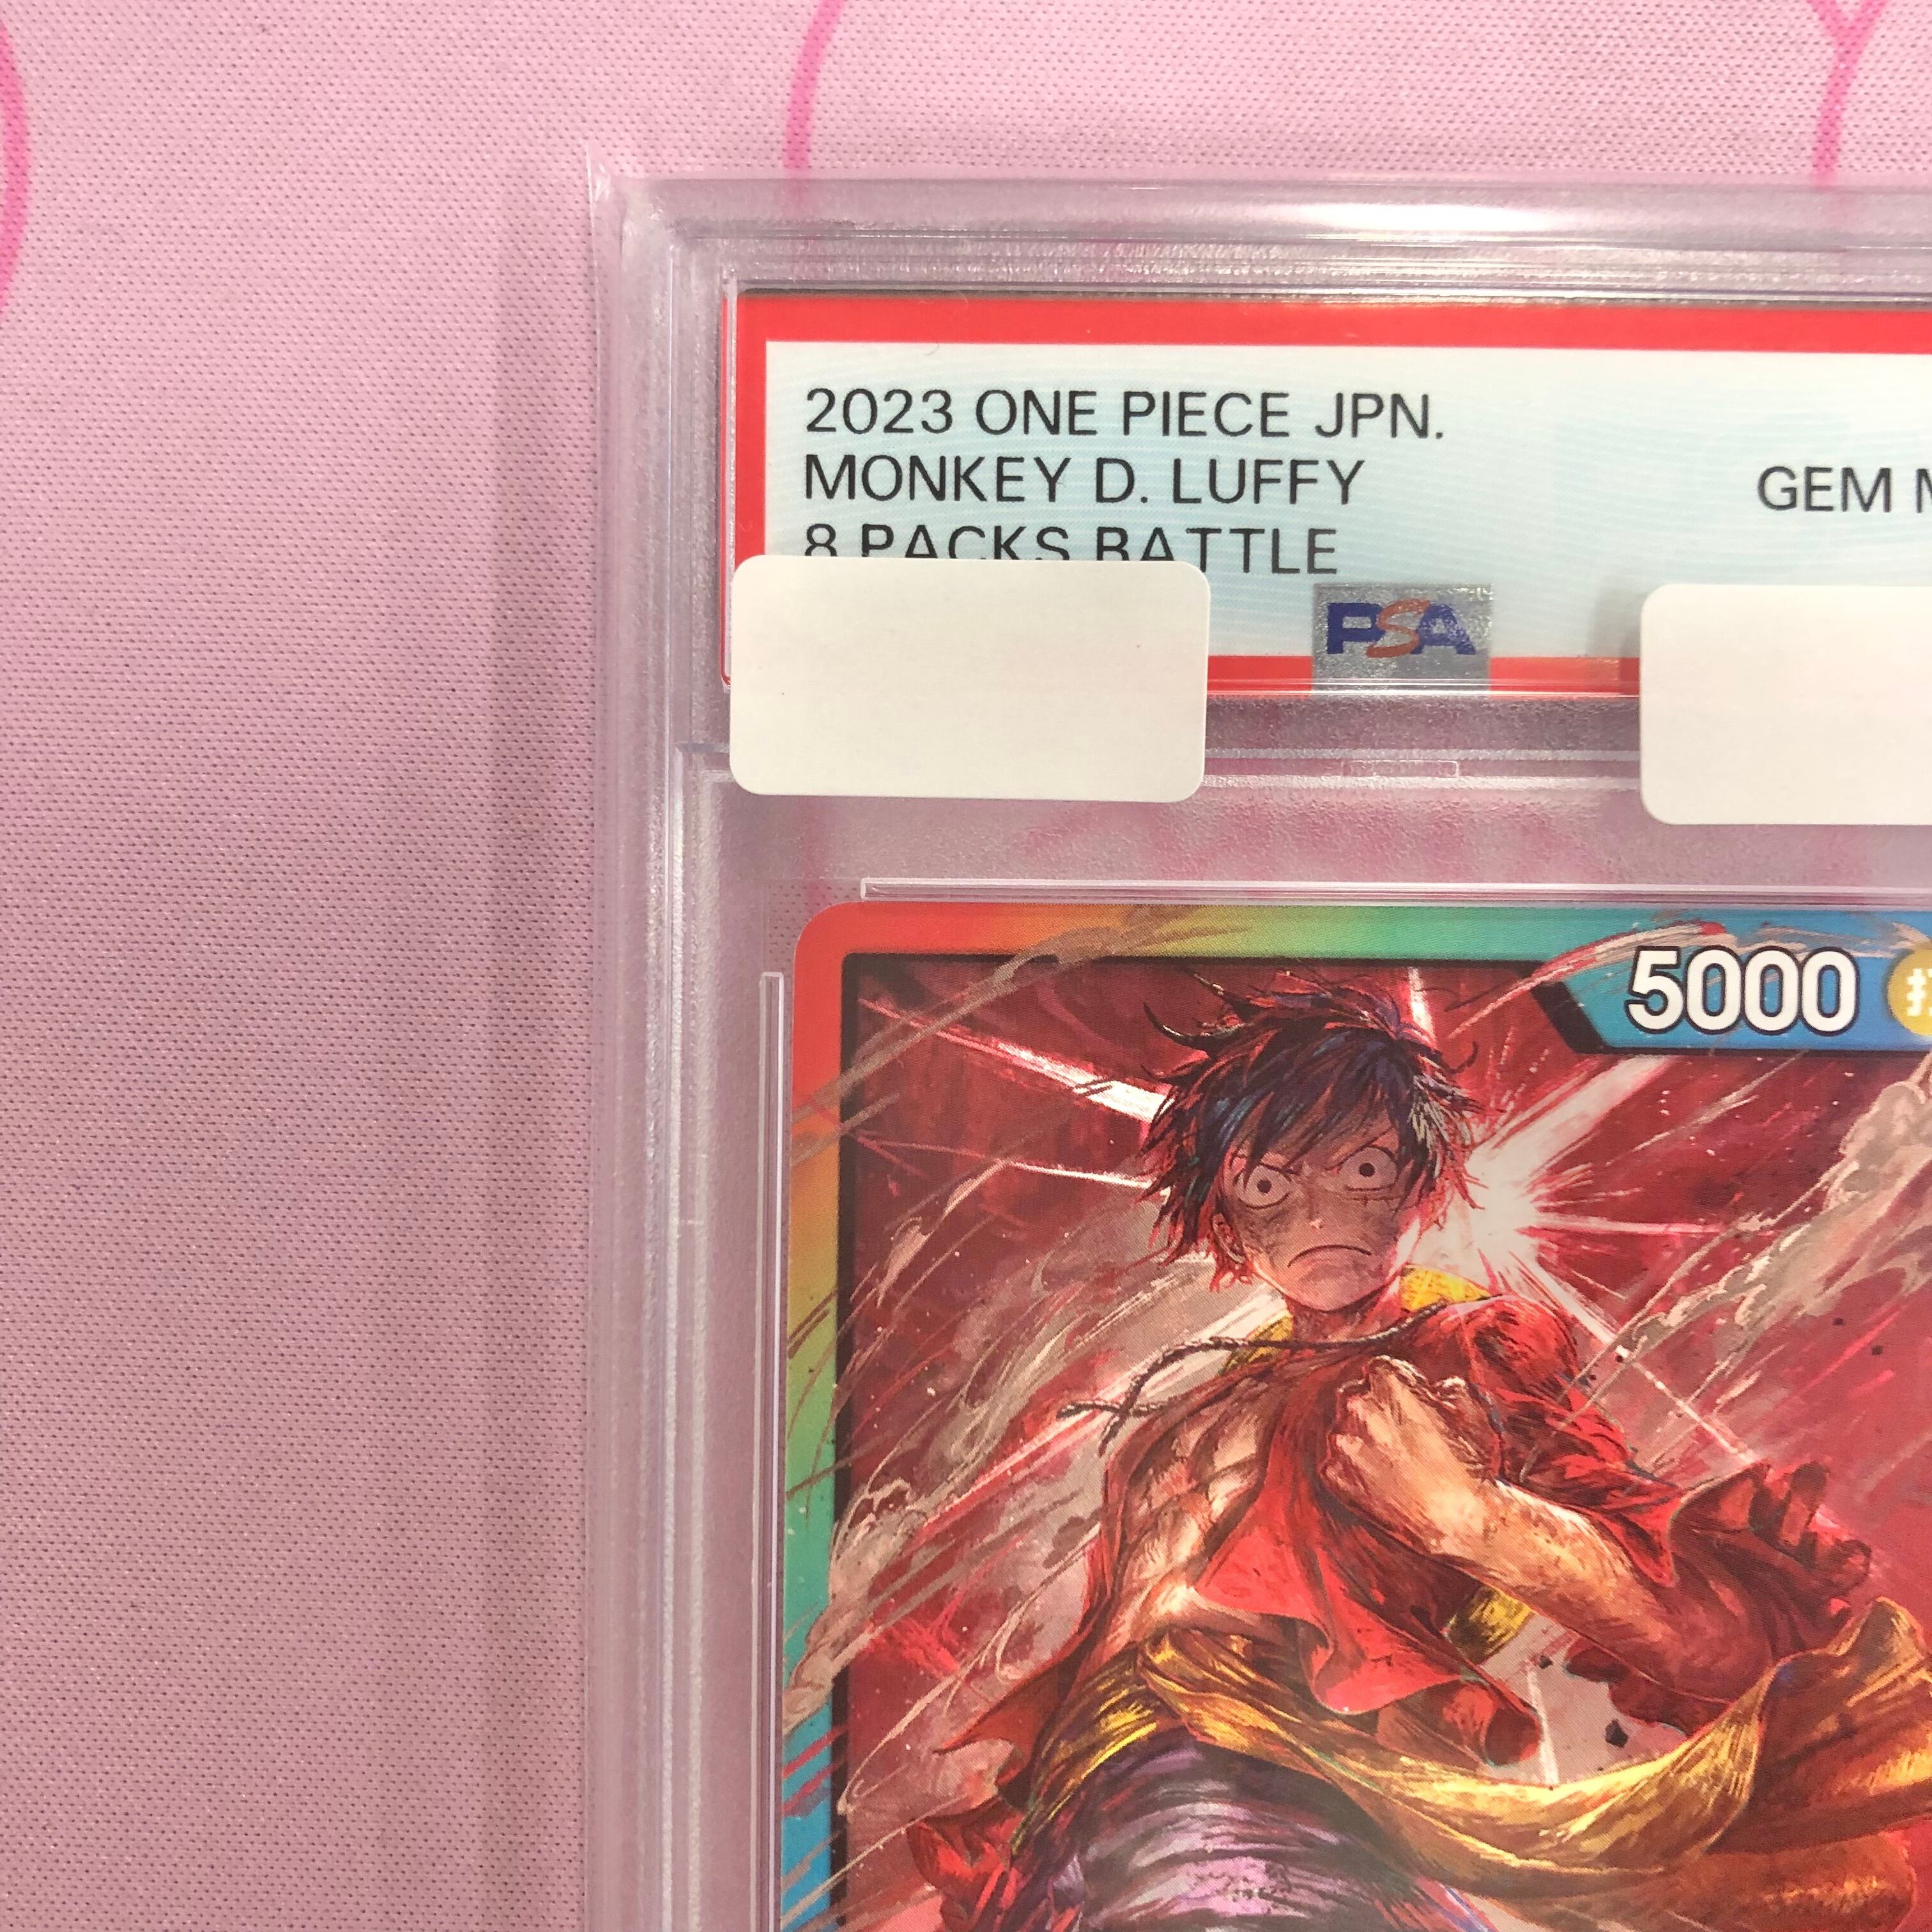 2023 ONE PIECE JPN.
MONKEY D. LUFFY
8 PACKS BATTLE
GEM
PSA
5000